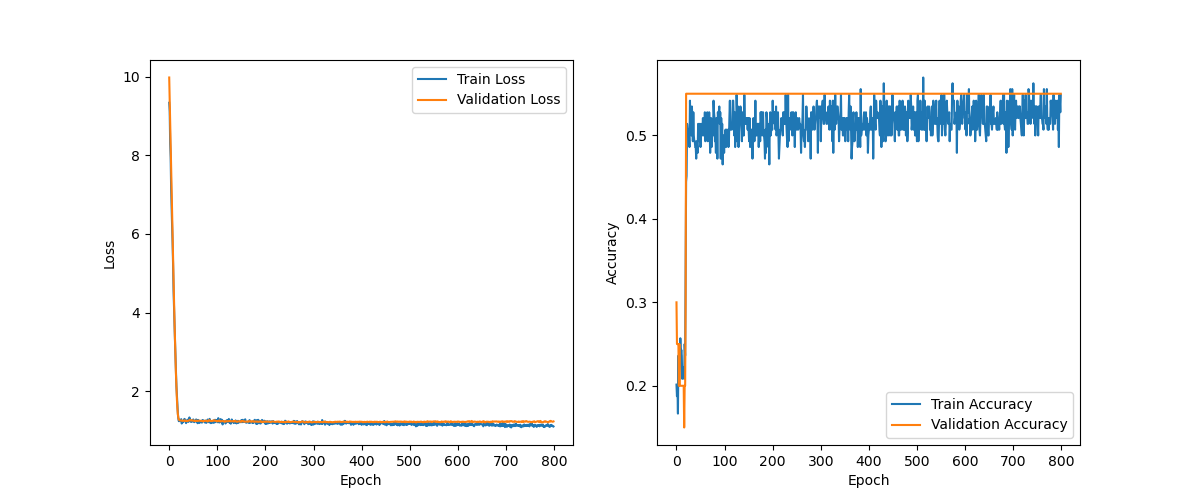 10
8
6
4
2
0 100 200 300 400 500 600 700 800
Loss
Epoch
Train Loss
Validation Loss
0.5
0.4
0.3
0.2
0 100 200 300 400 500 600 700 800
Accuracy
Epoch
Train Accuracy
Validation Accuracy